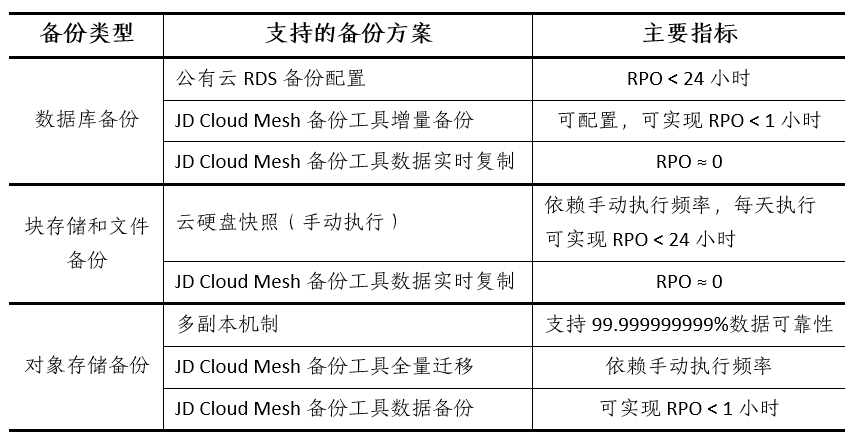 备份类型 支持的备份方案 主要指标
数据库备份
公有云 RDS 备份配置 RPO < 24 小时
JD Cloud Mesh 备份工具增量备份 可配置，可实现 RPO < 1 小时
JD Cloud Mesh 备份工具数据实时复制 RPO ≈ 0
块存储和文件
备份
云硬盘快照（手动执行） 依赖手动执行频率，每天执行
可实现 RPO < 24 小时
JD Cloud Mesh 备份工具数据实时复制 RPO ≈ 0
对象存储备份
多副本机制 支持 99.999999999%数据可靠性
JD Cloud Mesh 备份工具全量迁移 依赖手动执行频率
JD Cloud Mesh 备份工具数据备份 可实现 RPO < 1 小时